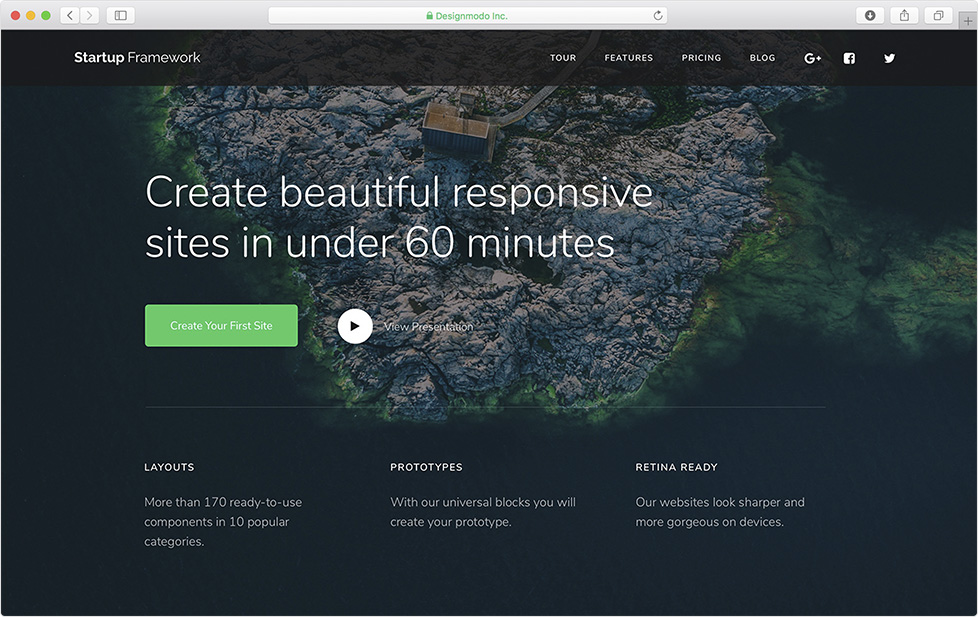 Designmodo Inc.
Startup Framework
TOUR FEATURES PRICING BLOG G+
Create beautiful responsive
sites in under 60 minutes
Create Your First Site
View Presentation
LAYOUTS
More than 170 ready-to-use
components in 10 popular
categories.
PROTOTYPES
With our universal blocks you will
create your prototype.
RETINA READY
Our websites look sharper and
more gorgeous on devices.